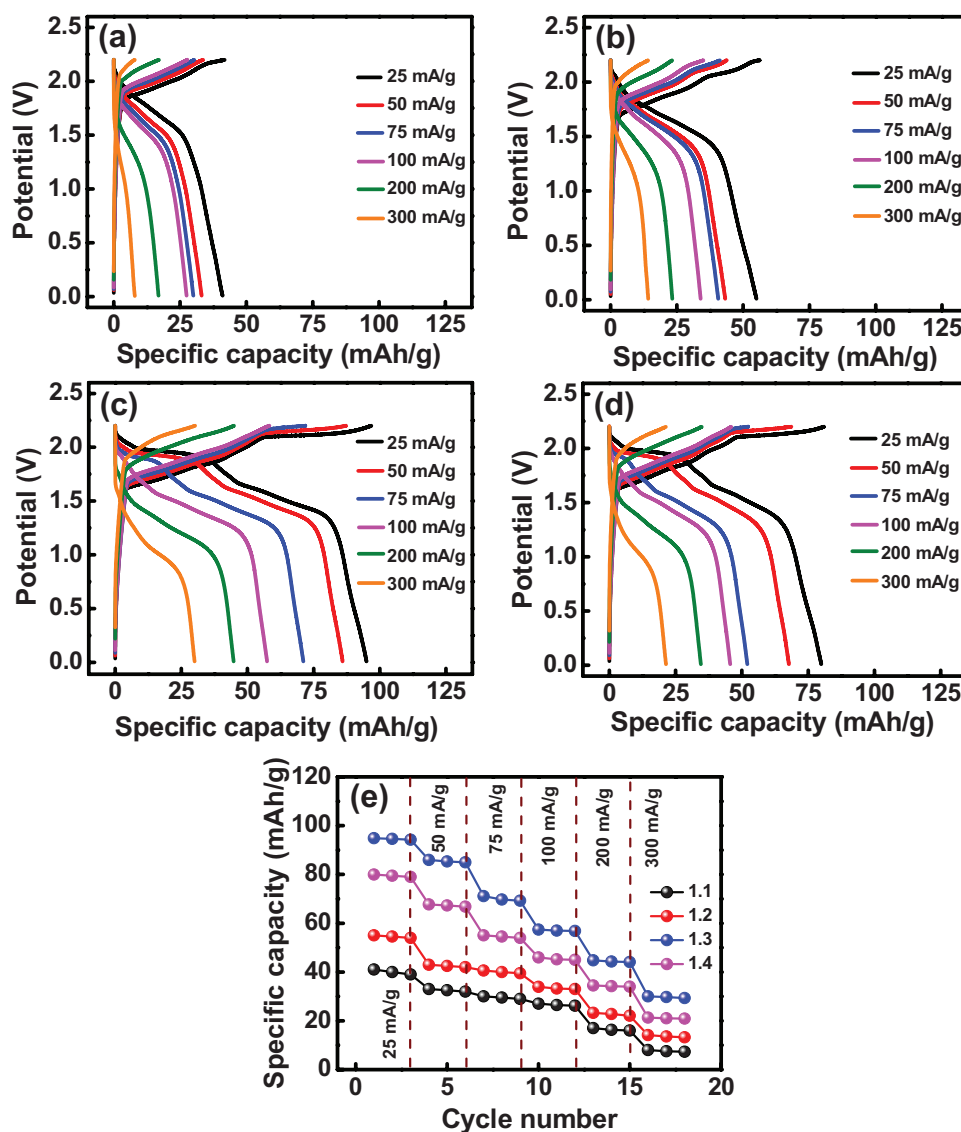 (a)
2.5
2.0
1.5
1.0
0.5
0.0
Potential (V)
25 mA/g
50 mA/g
75 mA/g
100 mA/g
200 mA/g
300 mA/g
0 25 50 75 100 125
Specific capacity (mAh/g)
(b)
2.5
2.0
1.5
1.0
0.5
0.0
Potential (V)
25 mA/g
50 mA/g
75 mA/g
100 mA/g
200 mA/g
300 mA/g
0 25 50 75 100 125
Specific capacity (mAh/g)
(c)
2.5
2.0
1.5
1.0
0.5
0.0
Potential (V)
25 mA/g
50 mA/g
75 mA/g
100 mA/g
200 mA/g
300 mA/g
0 25 50 75 100 125
Specific capacity (mAh/g)
(d)
2.5
2.0
1.5
1.0
0.5
0.0
Potential (V)
25 mA/g
50 mA/g
75 mA/g
100 mA/g
200 mA/g
300 mA/g
0 25 50 75 100 125
Specific capacity (mAh/g)
(e)
120
100
80
60
40
20
0
Specific capacity (mAh/g)
25 mA/g
50 mA/g
75 mA/g
100 mA/g
200 mA/g
300 mA/g
1.1
1.2
1.3
1.4
0 5 10 15 20
Cycle number